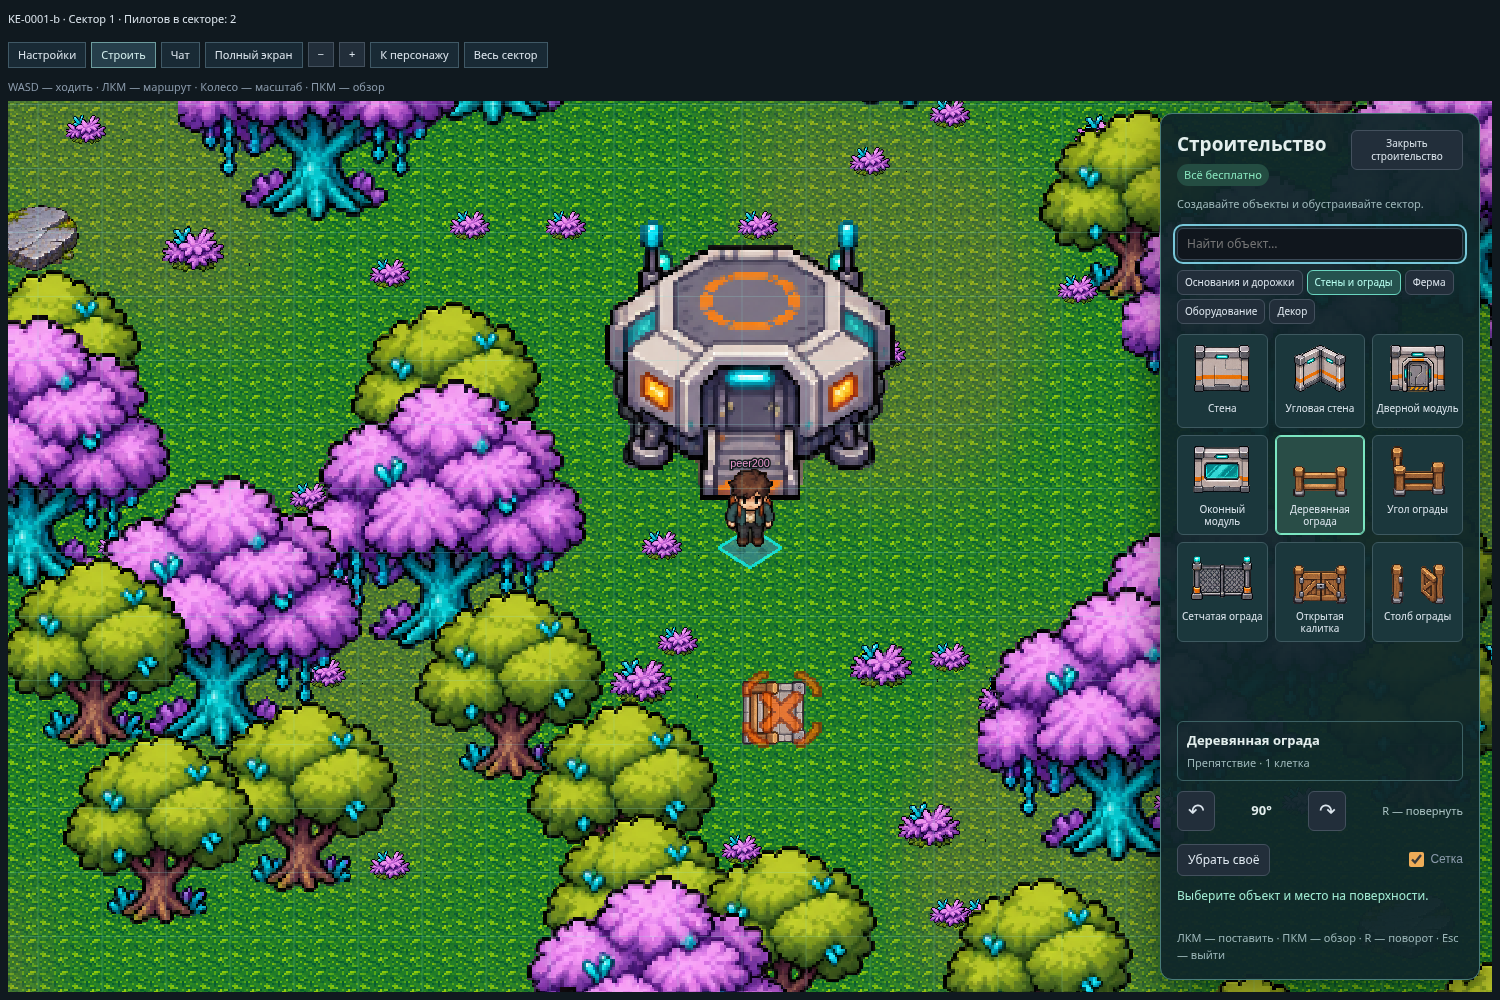 KE-0001-b · Сектор 1 · Пилотов в секторе: 2
Настройки
Строить
Чат
Полный экран
−
+
К персонажу
Весь сектор
WASD — ходить · ЛКМ — маршрут · Колесо — масштаб · ПКМ — обзор
peer200
Строительство
Закрыть
строительство
Всё бесплатно
Создавайте объекты и обустраивайте сектор.
Найти объект...
Основания и дорожки
Стены и ограды
Ферма
Оборудование
Декор
Стена
Угловая стена
Дверной модуль
Оконный
модуль
Деревянная
ограда
Угол ограды
Сетчатая ограда
Открытая
калитка
Столб ограды
Деревянная ограда
Препятствие · 1 клетка
↶
90°
↷
R — повернуть
Убрать своё
Сетка
Выберите объект и место на поверхности.
ЛКМ — поставить · ПКМ — обзор · R — поворот · Esc
— выйти